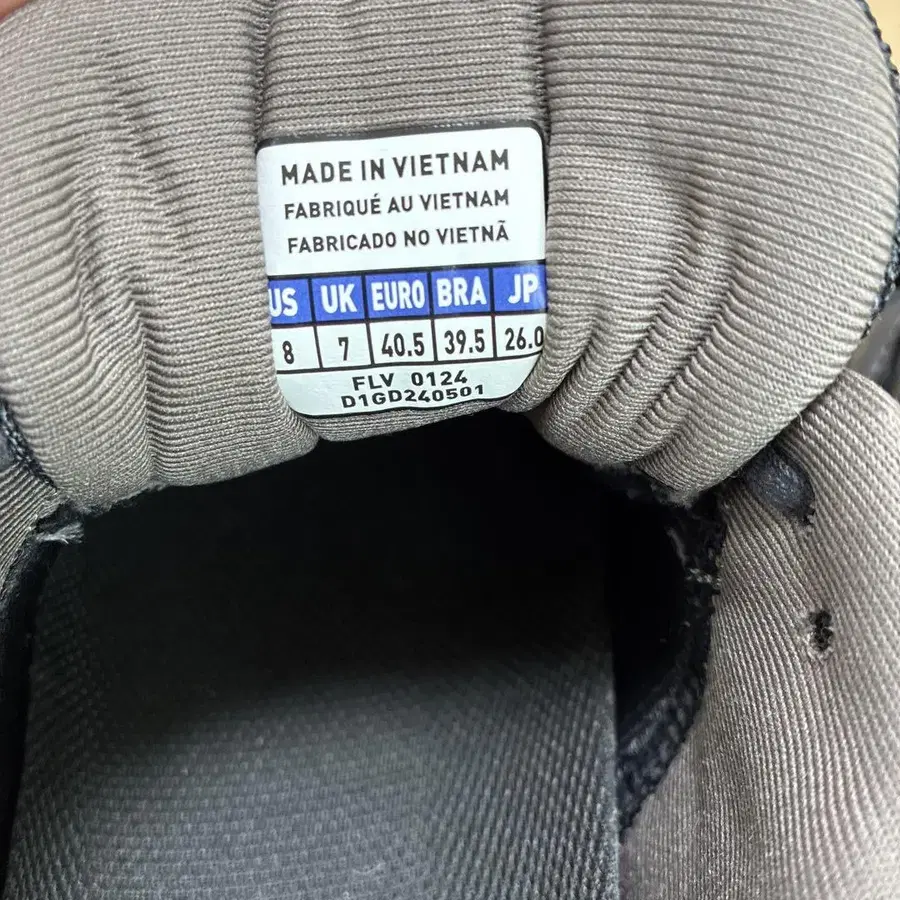 MADE IN VIETNAM
FABRIQUÉ AU VIETNAM
FABRICADO NO VIETNÃ
US UK EURO BRA JP
8 7 40.5 39.5 26.0
FLV 0124
D1GD240501